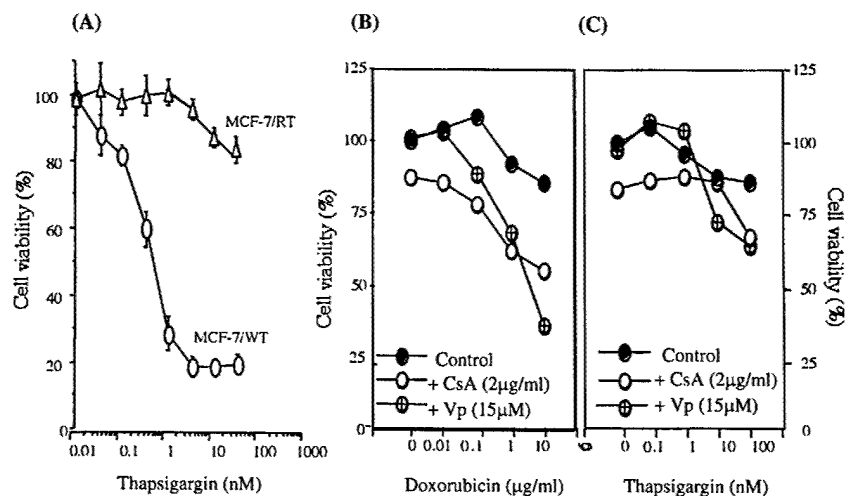 (A)
(B)
(C)
Cell viability (%)
100
80
60
40
20
0
MCF-7/RT
MCF-7/WT
0.01 0.1 1 10 100 1000
Thapsigargin (nM)
Cell viability (%)
125
100
75
50
25
0
Control
+ CsA (2µg/ml)
+ Vp (15µM)
0 0.01 0.1 1 10
Doxorubicin (µg/ml)
Control
+ CsA (2µg/ml)
+ Vp (15µM)
0 0.1 1 10 100
Thapsigargin (nM)
125
100
75
50
25
0
Cell viability (%)